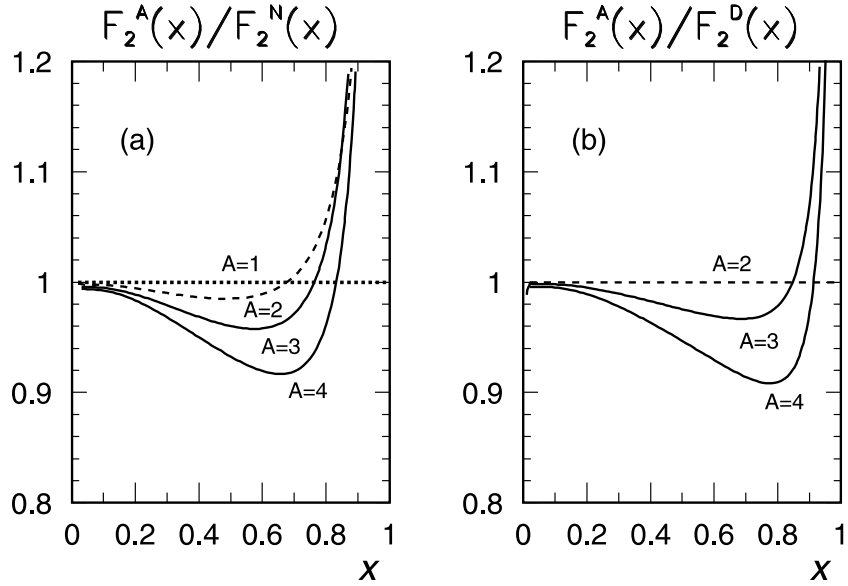 F₂ᴬ(x)/F₂ᴺ(x)
1.2
1.1
1
0.9
0.8
(a)
A=1
A=2
A=3
A=4
0 0.2 0.4 0.6 0.8 1
x
F₂ᴬ(x)/F₂ᴰ(x)
1.2
1.1
1
0.9
0.8
(b)
A=2
A=3
A=4
0 0.2 0.4 0.6 0.8 1
x